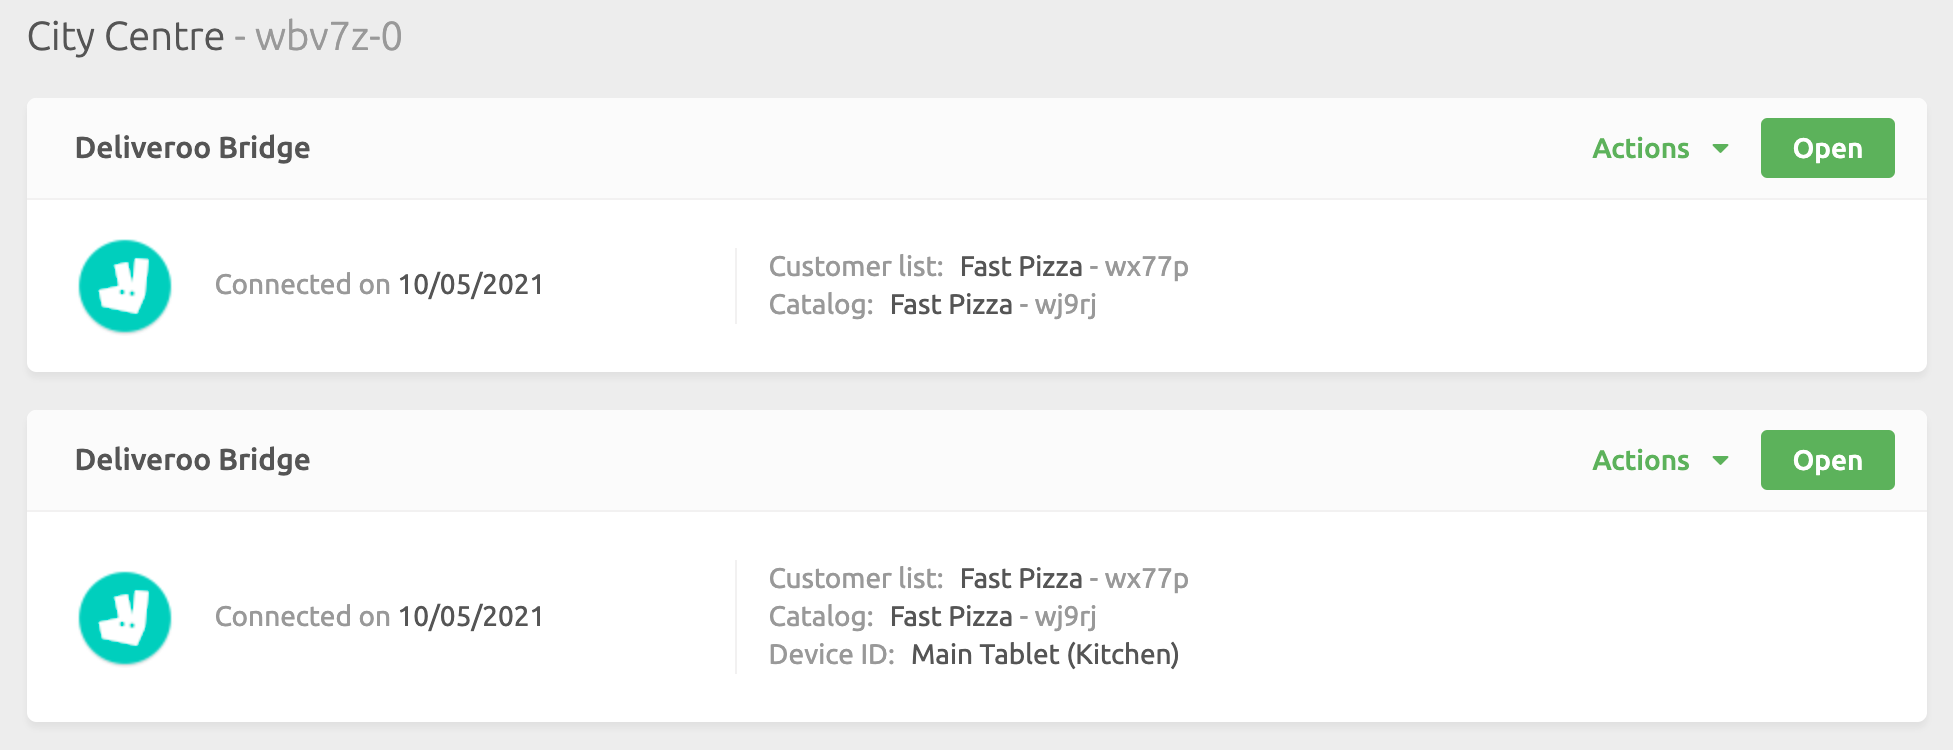 City Centre - wbv7z-0
Deliveroo Bridge
Actions
Open
Connected on 10/05/2021
Customer list: Fast Pizza - wx77p
Catalog: Fast Pizza - wj9rj
Deliveroo Bridge
Actions
Open
Connected on 10/05/2021
Customer list: Fast Pizza - wx77p
Catalog: Fast Pizza - wj9rj
Device ID: Main Tablet (Kitchen)